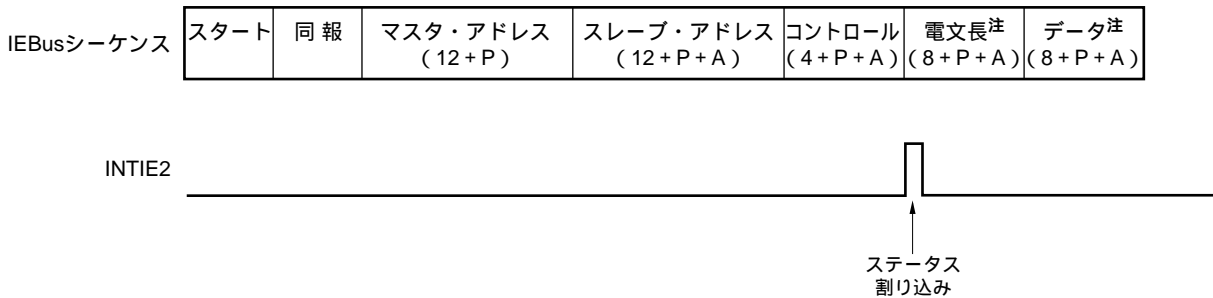 IEBusシーケンス
スタート
同 報
マスタ・アドレス
(12+P)
スレーブ・アドレス
(12+P+A)
コントロール
(4+P+A)
電文長注
(8+P+A)
データ注
(8+P+A)
INTIE2
ステータス
割り込み